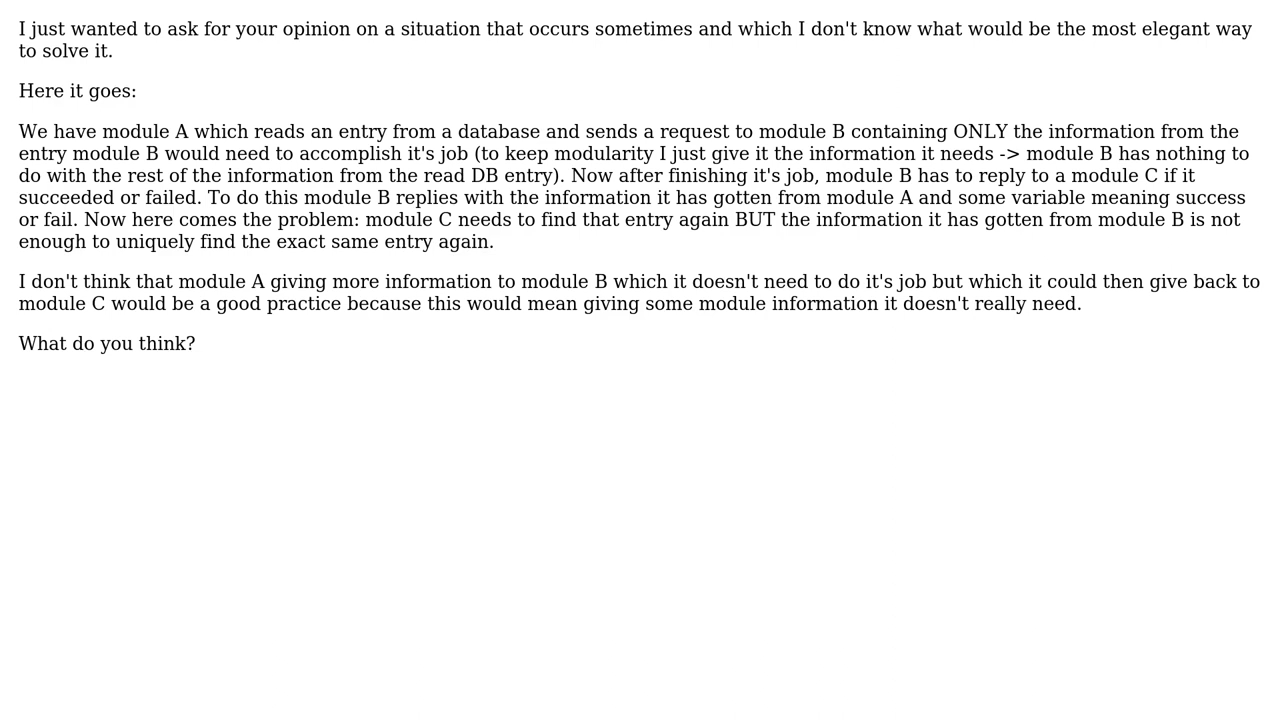 I just wanted to ask for your opinion on a situation that occurs sometimes and which I don't know what would be the most elegant way
to solve it.
Here it goes:
We have module A which reads an entry from a database and sends a request to module B containing ONLY the information from the
entry module B would need to accomplish it's job (to keep modularity I just give it the information it needs -> module B has nothing to
do with the rest of the information from the read DB entry). Now after finishing it's job, module B has to reply to a module C if it
succeeded or failed. To do this module B replies with the information it has gotten from module A and some variable meaning success
or fail. Now here comes the problem: module C needs to find that entry again BUT the information it has gotten from module B is not
enough to uniquely find the exact same entry again.
I don't think that module A giving more information to module B which it doesn't need to do it's job but which it could then give back to
module C would be a good practice because this would mean giving some module information it doesn't really need.
What do you think?